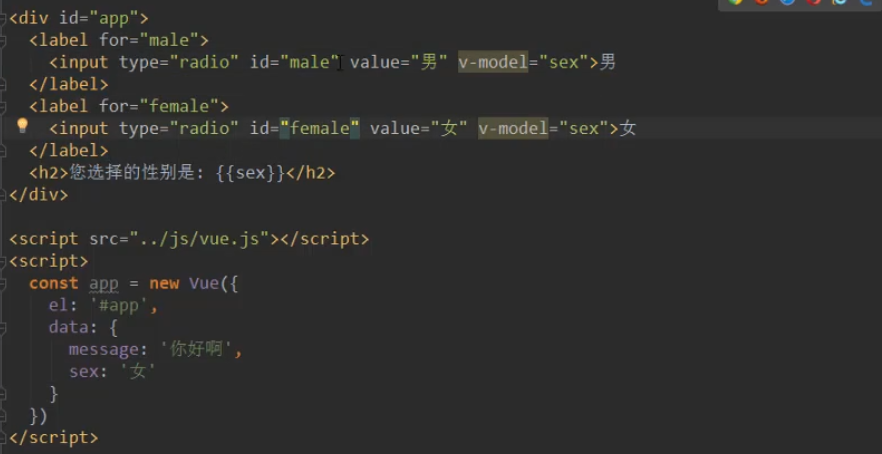 <div id="app">
  <label for="male">
    <input type="radio" id="male" value="男" v-model="sex">男
  </label>
  <label for="female">
    <input type="radio" id="female" value="女" v-model="sex">女
  </label>
  <h2>您选择的性别是: {{sex}}</h2>
</div>
<script src="../js/vue.js"></script>
<script>
  const app = new Vue({
    el: '#app',
    data: {
      message: '你好啊',
      sex: '女'
    }
  })
</script>